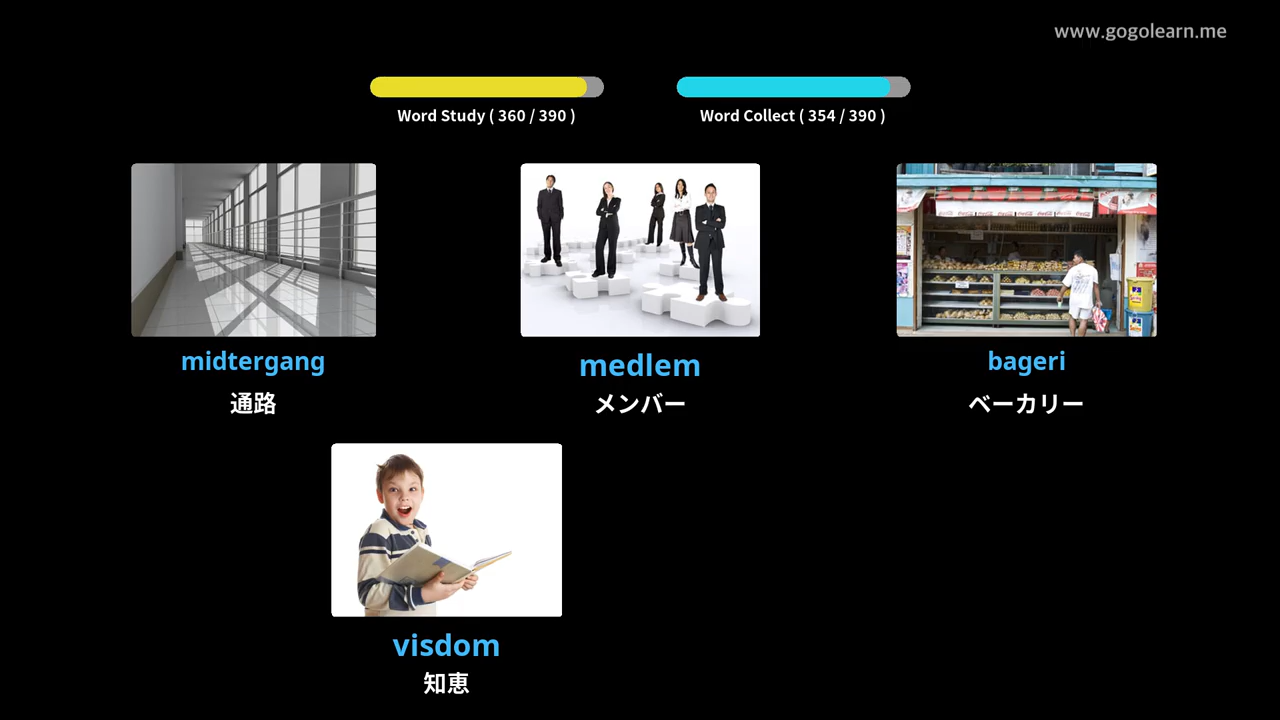 www.gogolearn.me
Word Study ( 360 / 390 )
Word Collect ( 354 / 390 )
midtergang
medlem
bageri
通路
メンバー
ベーカリー
visdom
知恵